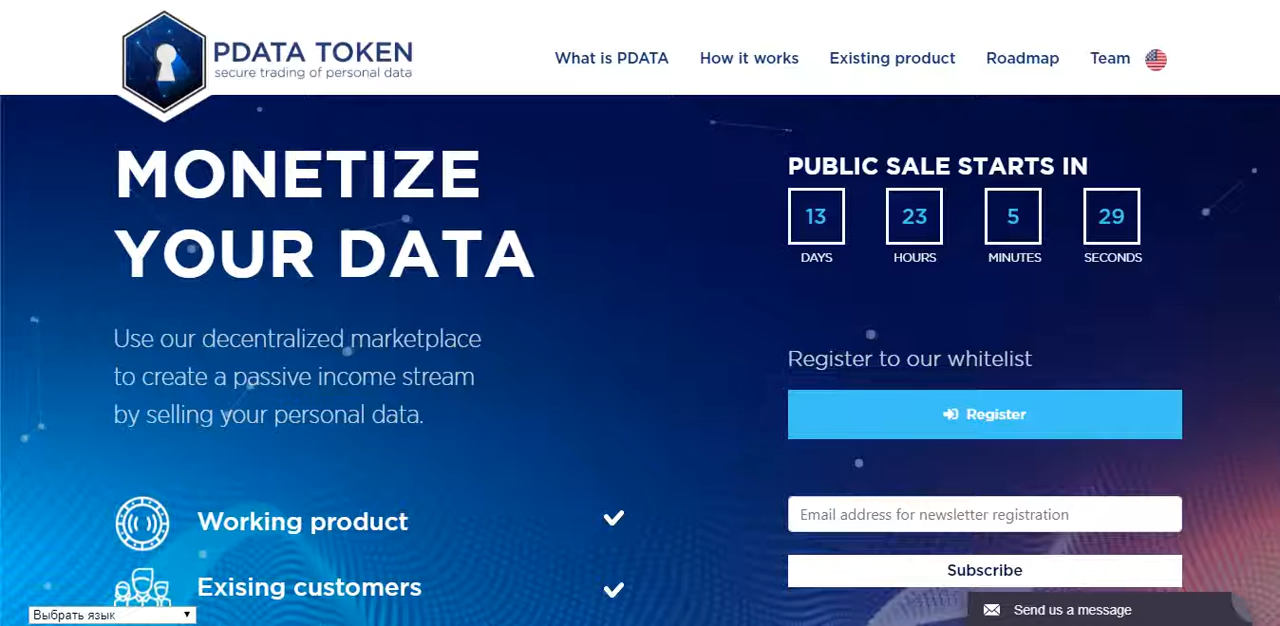 PDATA TOKEN
secure trading of personal data
What is PDATA
How it works
Existing product
Roadmap
Team
MONETIZE
YOUR DATA
Use our decentralized marketplace
to create a passive income stream
by selling your personal data.
Working product
Exising customers
Выбрать язык
PUBLIC SALE STARTS IN
13 23 5 29
DAYS HOURS MINUTES SECONDS
Register to our whitelist
Register
Email address for newsletter registration
Subscribe
Send us a message